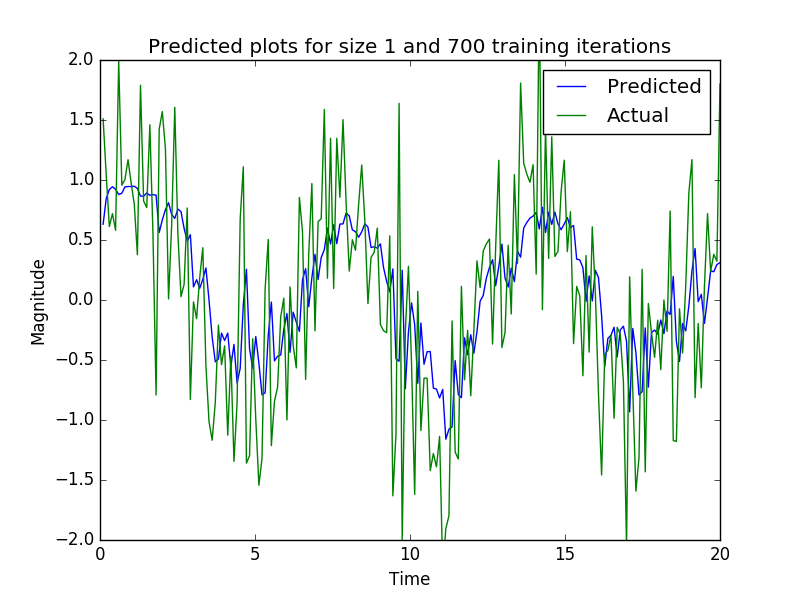 Predicted plots for size 1 and 700 training iterations
Predicted
Actual
2.0
1.5
1.0
0.5
0.0
−0.5
−1.0
−1.5
−2.0
Magnitude
0 5 10 15 20
Time